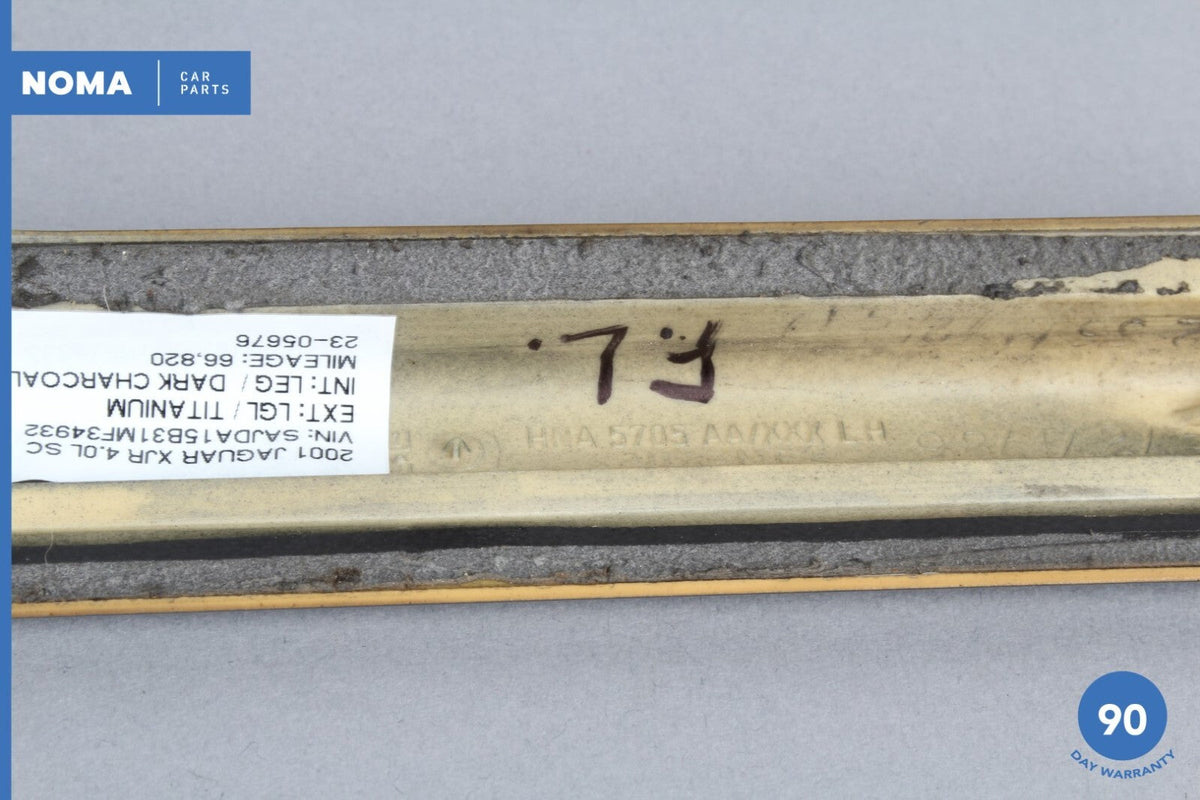 NOMA
CAR
PARTS
2001 JAGUAR XJR 4.0L SC
VIN: SAJDA15B31MF34932
EXT: LGL / TITANIUM
INT: LEG / DARK CHARCOAL
MILEAGE: 66,820
23-05676
HNA 5705 AA/XXX LH
90
DAY WARRANTY